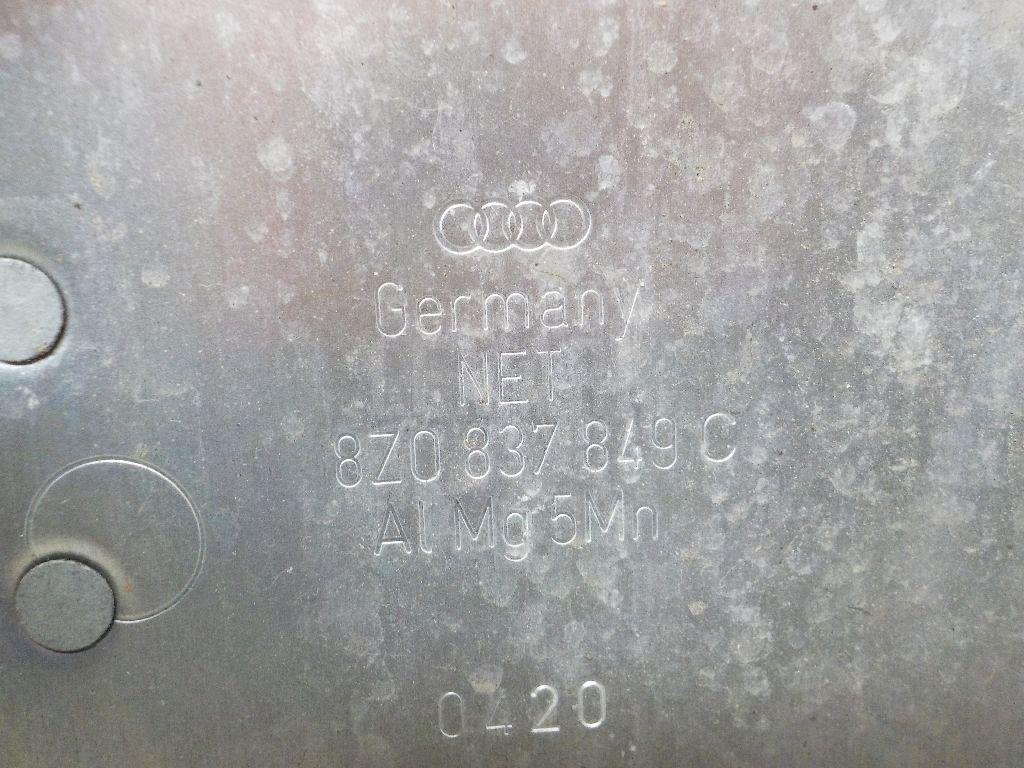 Germany
NET
8Z0 837 849 C
Al Mg 5Mn
0420